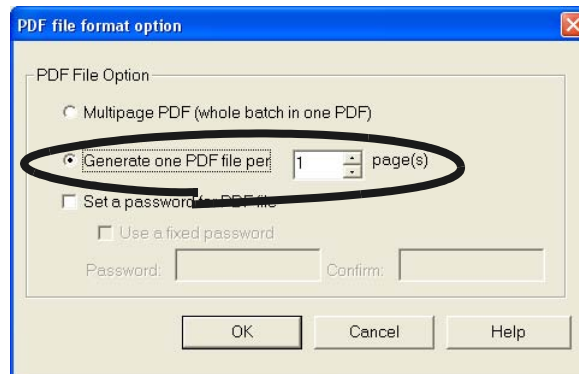 PDF file format option
PDF File Option
Multipage PDF (whole batch in one PDF)
Generate one PDF file per 1 page(s)
Set a password for PDF file
Use a fixed password
Password: Confirm:
OK Cancel Help